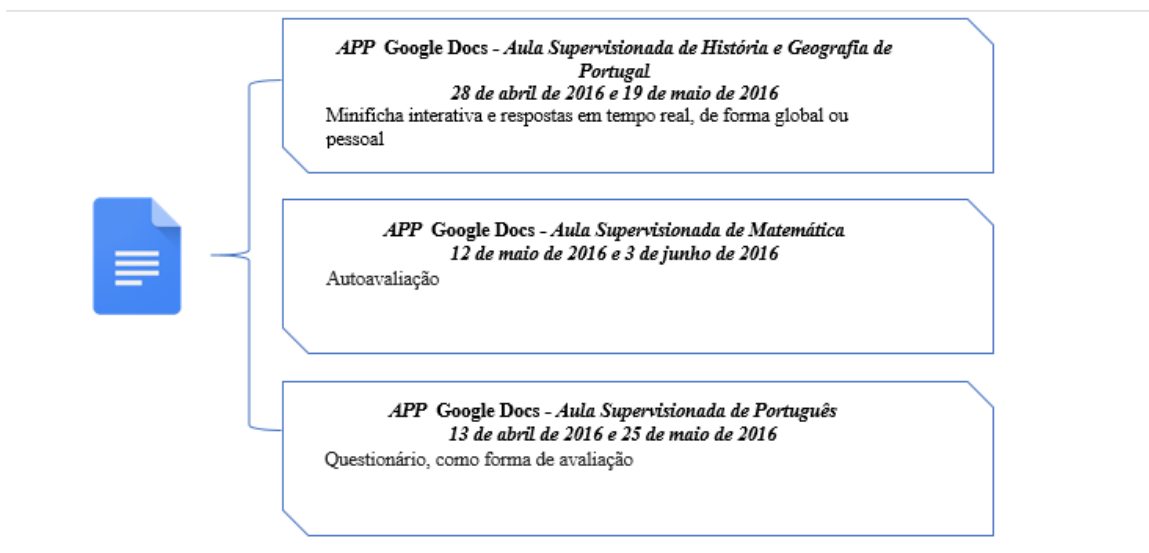 APP Google Docs - Aula Supervisionada de História e Geografia de
Portugal
28 de abril de 2016 e 19 de maio de 2016
Minificha interativa e respostas em tempo real, de forma global ou
pessoal
APP Google Docs - Aula Supervisionada de Matemática
12 de maio de 2016 e 3 de junho de 2016
Autoavaliação
APP Google Docs - Aula Supervisionada de Português
13 de abril de 2016 e 25 de maio de 2016
Questionário, como forma de avaliação